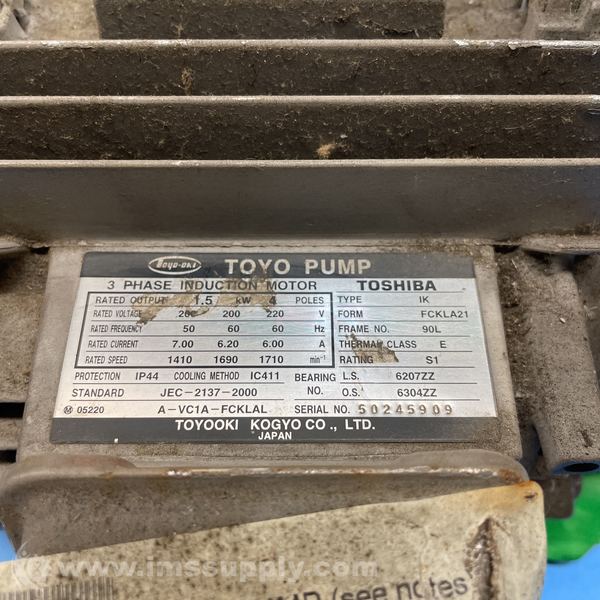 TOYO-OKI TOYO PUMP
3 PHASE INDUCTION MOTOR TOSHIBA
RATED OUTPUT 1.5 kW 4 POLES TYPE IK
RATED VOLTAGE 200 200 220 V FORM FCKLA21
RATED FREQUENCY 50 60 60 Hz FRAME NO. 90L
RATED CURRENT 7.00 6.20 6.00 A THERMAL CLASS E
RATED SPEED 1410 1690 1710 min⁻¹ RATING S1
PROTECTION IP44 COOLING METHOD IC411 BEARING NO. L.S. 6207ZZ
STANDARD JEC-2137-2000 O.S. 6304ZZ
M 05220 A-VC1A-FCKLAL SERIAL NO. 50245909
TOYOOKI KOGYO CO., LTD.
JAPAN
© www.imssupply.com
(see notes